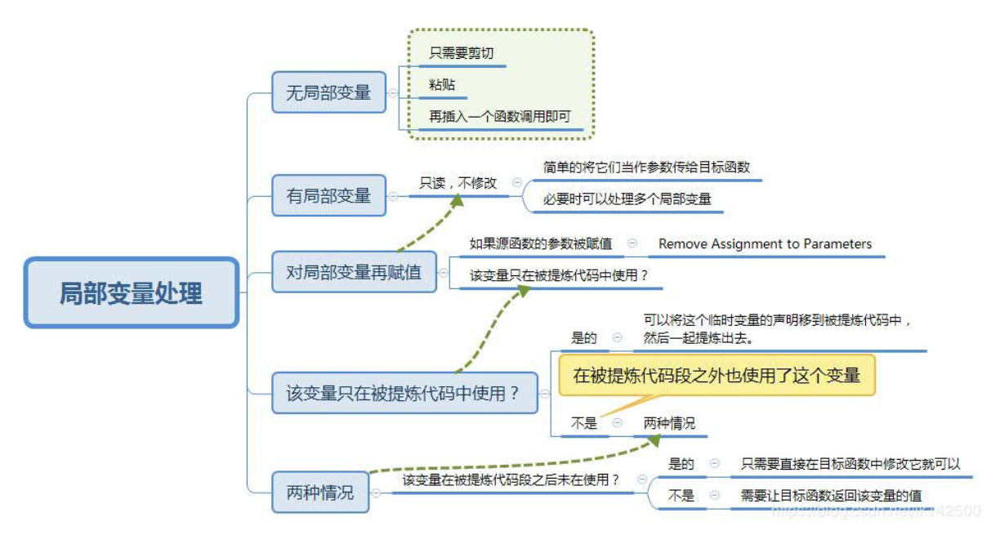 局部变量处理
无局部变量
只需要剪切
粘贴
再插入一个函数调用即可
有局部变量
只读，不修改
简单的将它们当作参数传给目标函数
必要时可以处理多个局部变量
对局部变量再赋值
如果源函数的参数被赋值
Remove Assignment to Parameters
该变量只在被提炼代码中使用？
该变量只在被提炼代码中使用？
是的
可以将这个临时变量的声明移到被提炼代码中，
然后一起提炼出去。
在被提炼代码段之外也使用了这个变量
不是
两种情况
两种情况
该变量在被提炼代码段之后未在使用？
是的
只需要直接在目标函数中修改它就可以
不是
需要让目标函数返回该变量的值